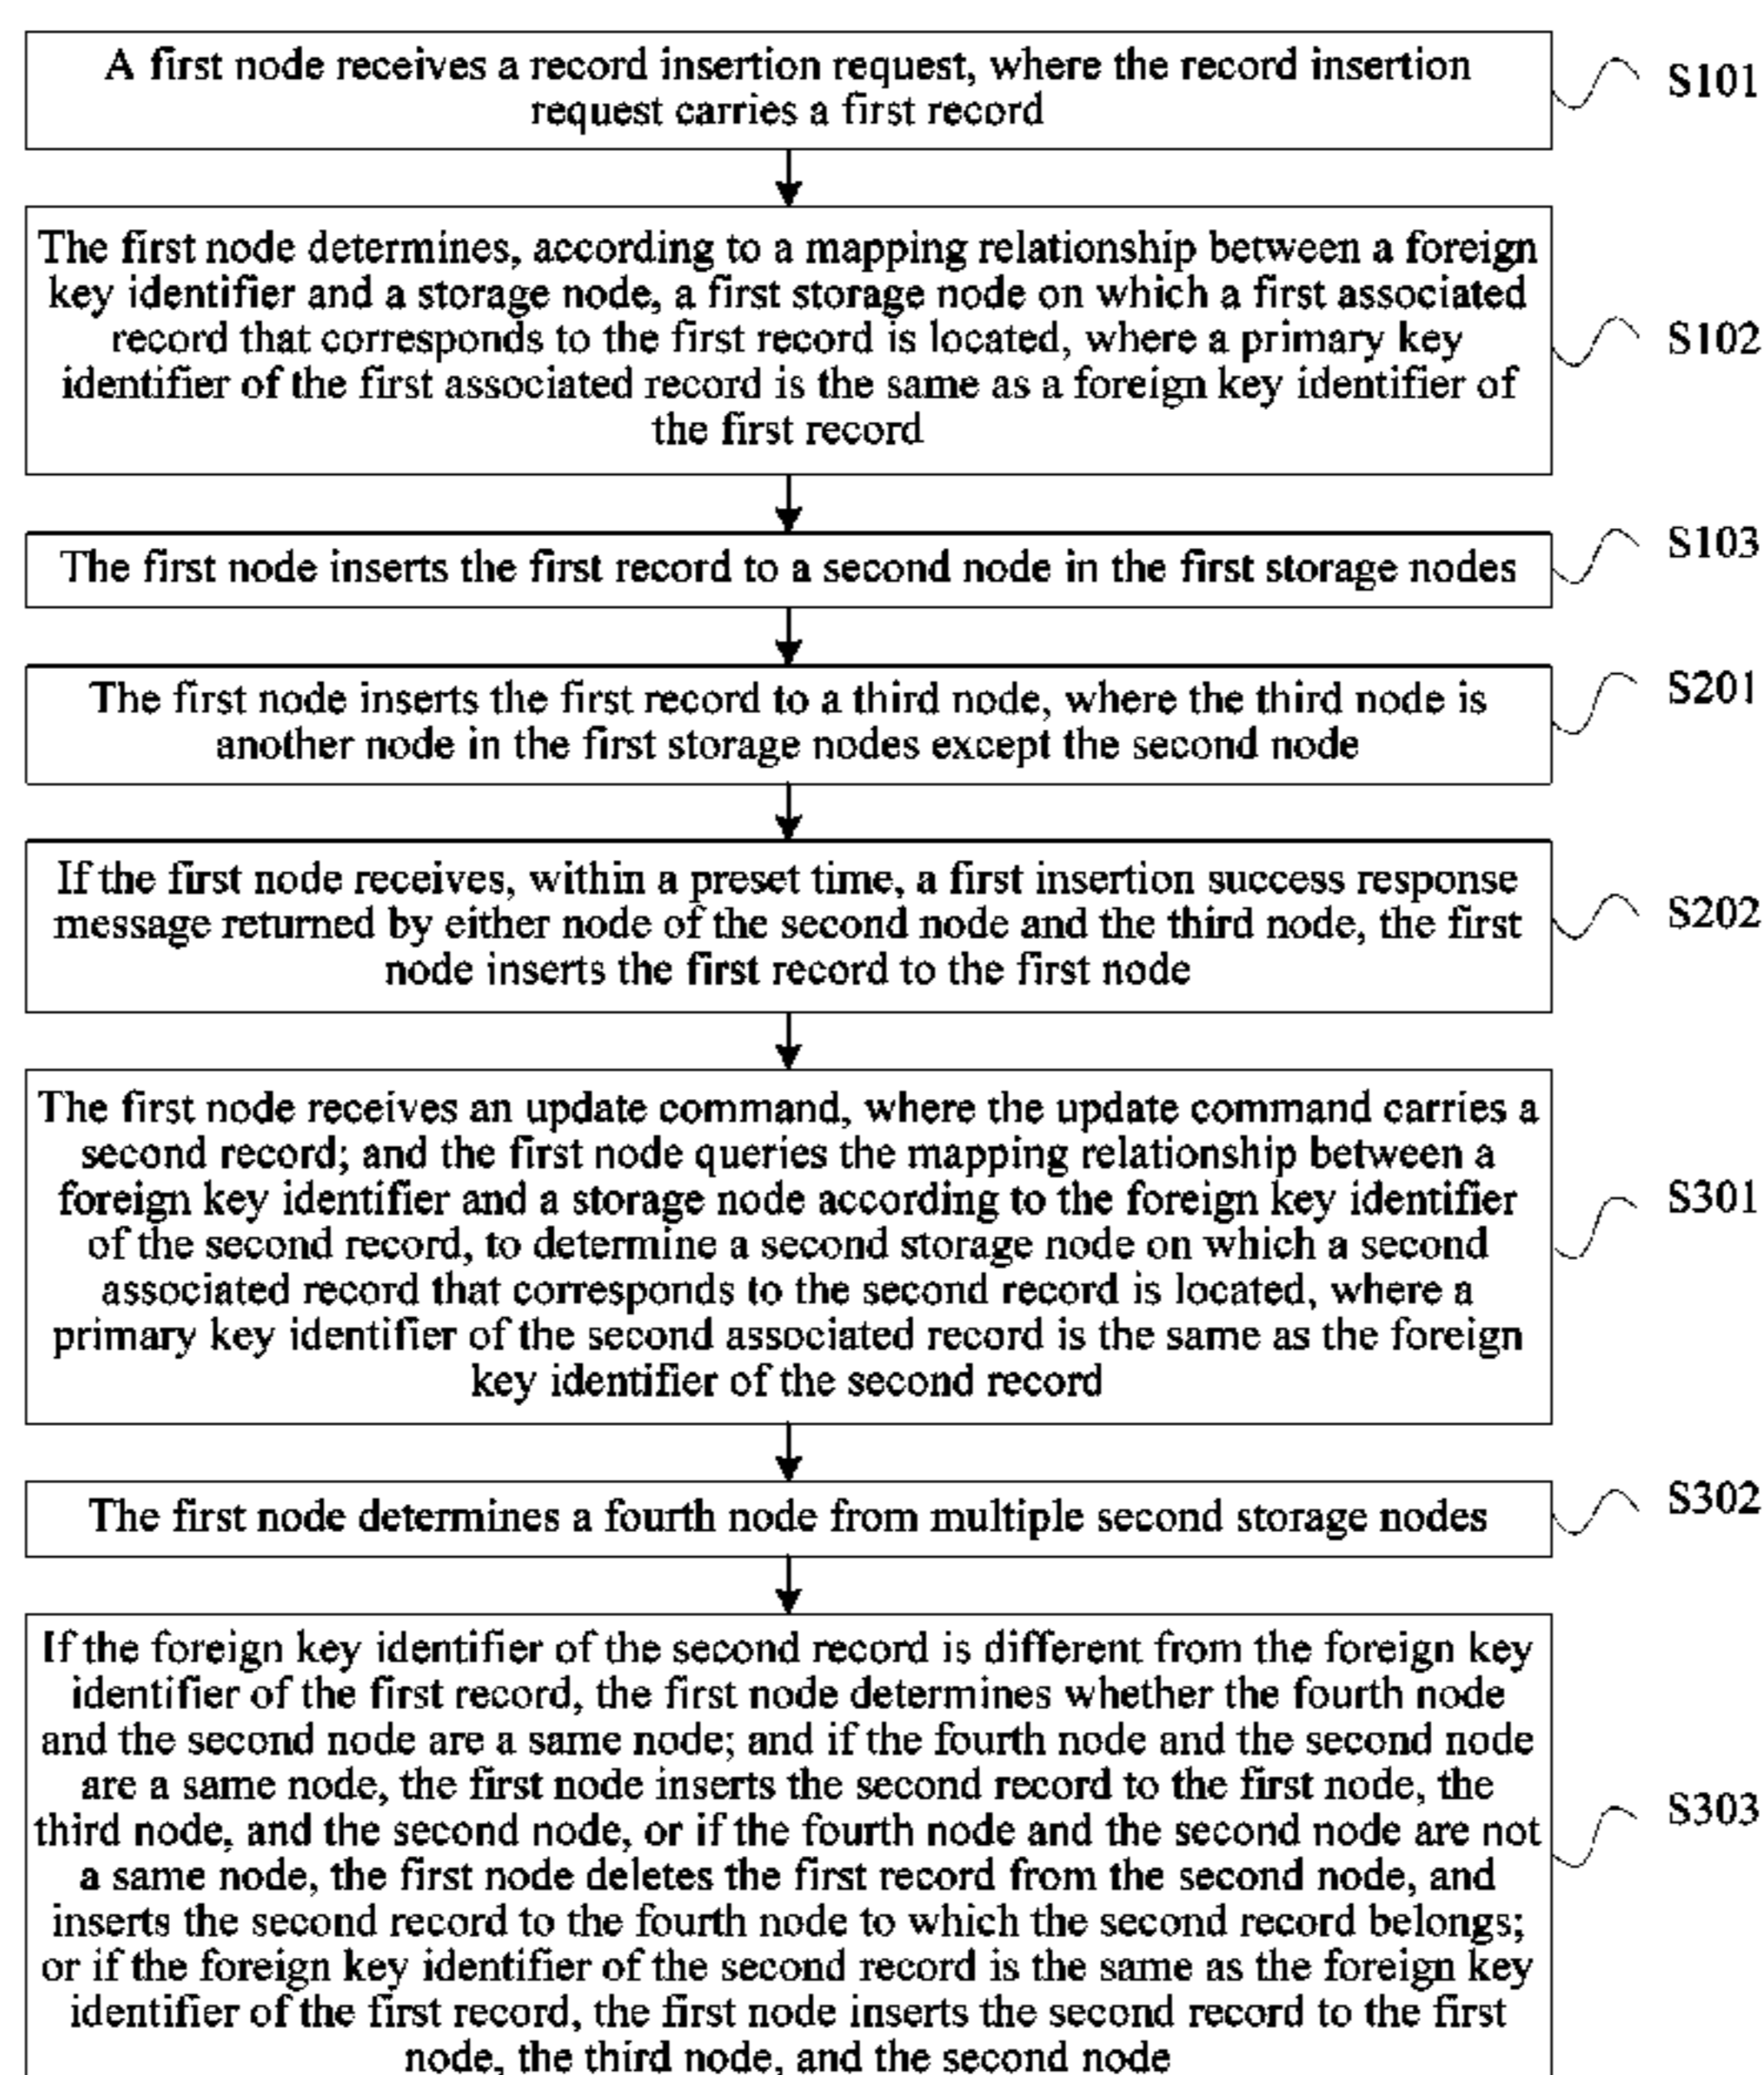 A first node receives a record insertion request, where the record insertion
request carries a first record
S101
The first node determines, according to a mapping relationship between a foreign
key identifier and a storage node, a first storage node on which a first associated
record that corresponds to the first record is located, where a primary key
identifier of the first associated record is the same as a foreign key identifier of
the first record
S102
The first node inserts the first record to a second node in the first storage nodes
S103
The first node inserts the first record to a third node, where the third node is
another node in the first storage nodes except the second node
S201
If the first node receives, within a preset time, a first insertion success response
message returned by either node of the second node and the third node, the first
node inserts the first record to the first node
S202
The first node receives an update command, where the update command carries a
second record; and the first node queries the mapping relationship between a
foreign key identifier and a storage node according to the foreign key identifier
of the second record, to determine a second storage node on which a second
associated record that corresponds to the second record is located, where a
primary key identifier of the second associated record is the same as the foreign
key identifier of the second record
S301
The first node determines a fourth node from multiple second storage nodes
S302
If the foreign key identifier of the second record is different from the foreign key
identifier of the first record, the first node determines whether the fourth node
and the second node are a same node; and if the fourth node and the second node
are a same node, the first node inserts the second record to the first node, the
third node, and the second node, or if the fourth node and the second node are not
a same node, the first node deletes the first record from the second node, and
inserts the second record to the fourth node to which the second record belongs;
or if the foreign key identifier of the second record is the same as the foreign key
identifier of the first record, the first node inserts the second record to the first
node, the third node, and the second node
S303